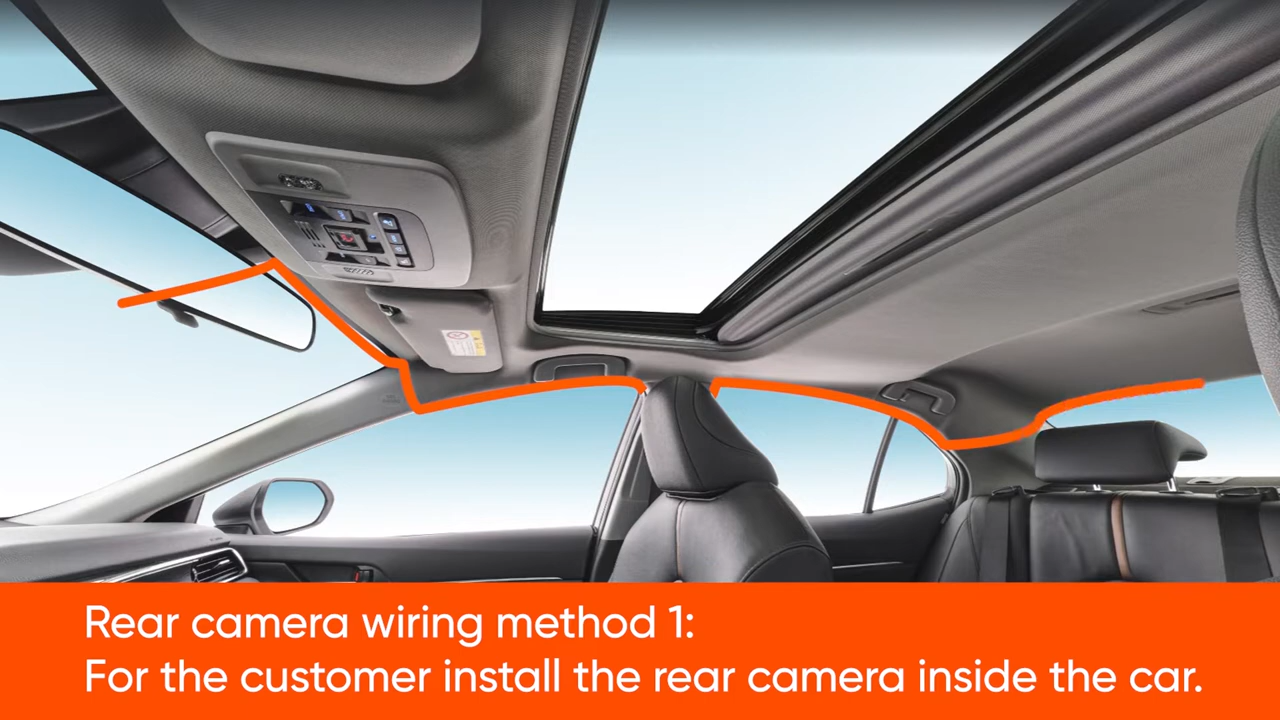 Rear camera wiring method 1:
For the customer install the rear camera inside the car.